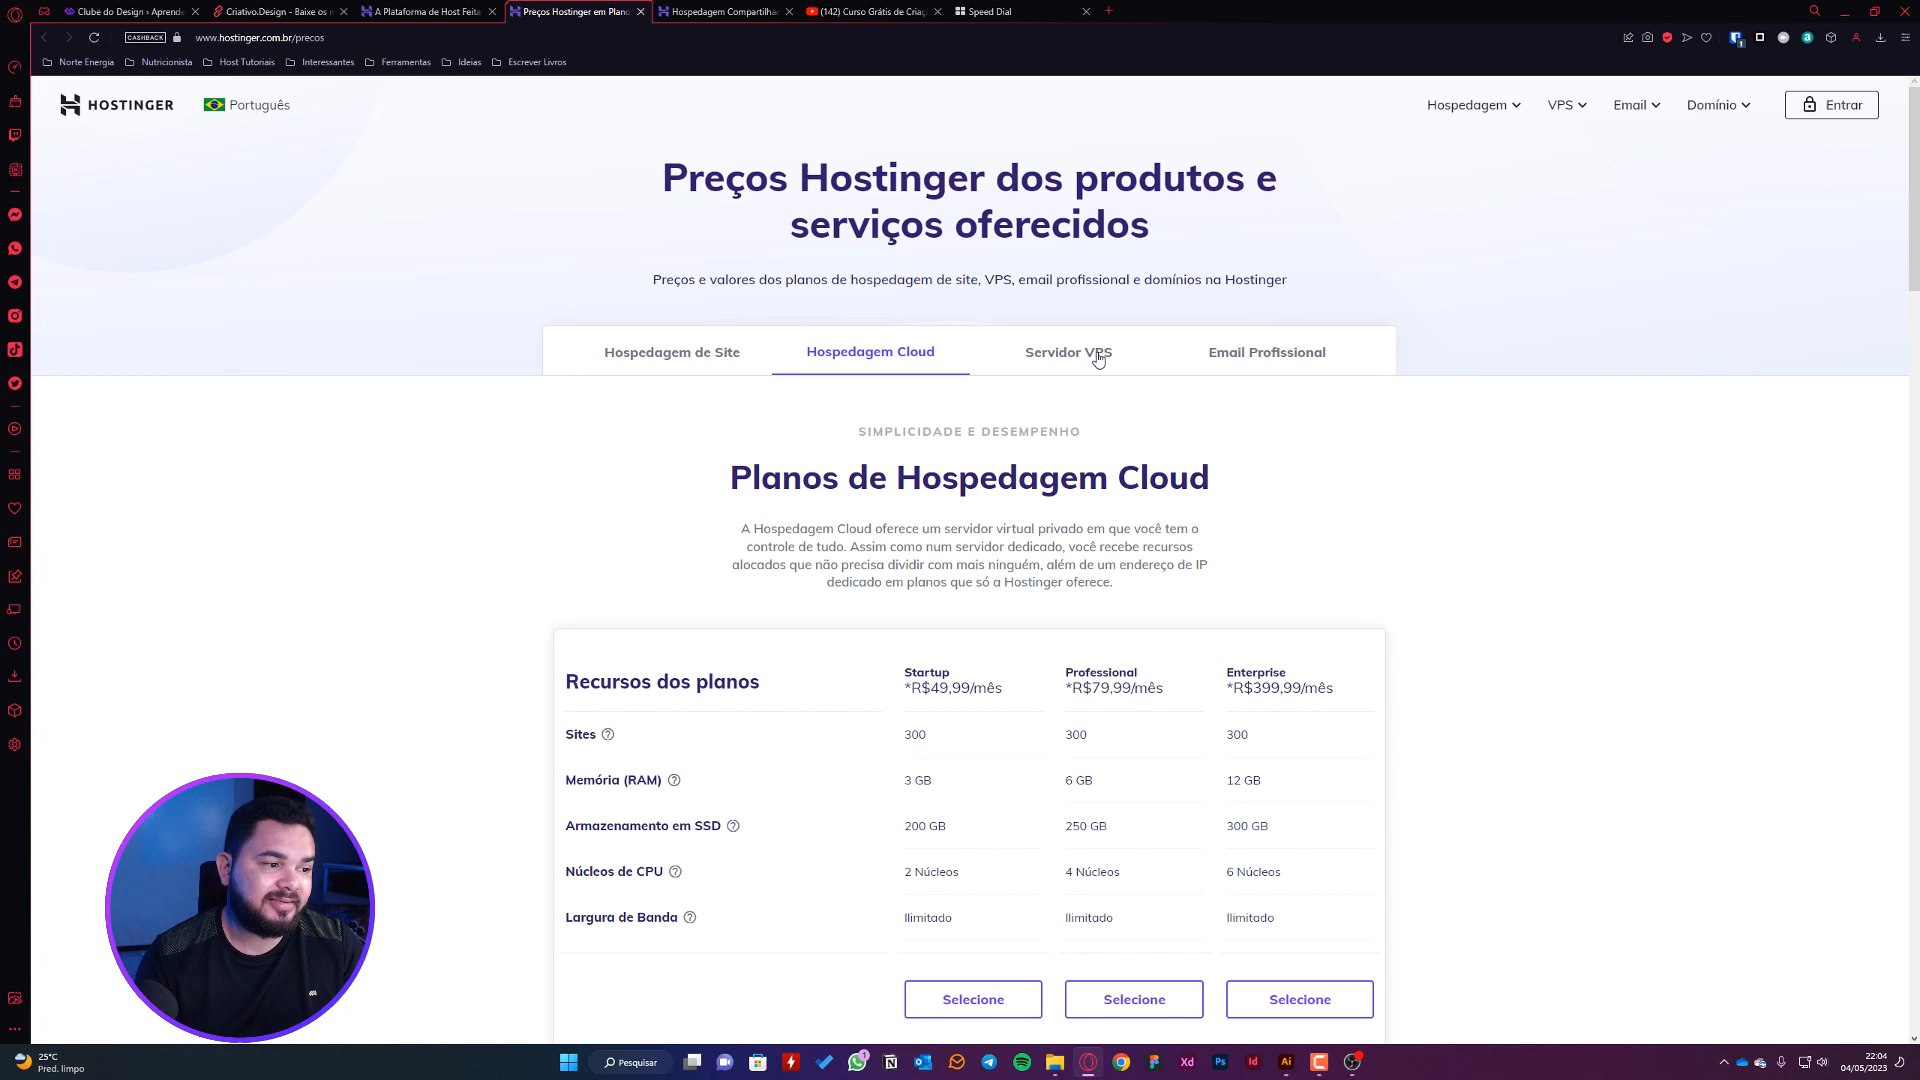 Clube do Design › Aprende
Criativo.Design - Baixe os n
A Plataforma de Host Feita
Preços Hostinger em Plano
Hospedagem Compartilhad
(142) Curso Grátis de Criaç
Speed Dial
CASHBACK
www.hostinger.com.br/precos
Norte Energia
Nutricionista
Host Tutoriais
Interessantes
Ferramentas
Ideias
Escrever Livros
HOSTINGER
Português
Hospedagem
VPS
Email
Domínio
Entrar
Preços Hostinger dos produtos e
serviços oferecidos
Preços e valores dos planos de hospedagem de site, VPS, email profissional e domínios na Hostinger
Hospedagem de Site
Hospedagem Cloud
Servidor VPS
Email Profissional
SIMPLICIDADE E DESEMPENHO
Planos de Hospedagem Cloud
A Hospedagem Cloud oferece um servidor virtual privado em que você tem o
controle de tudo. Assim como num servidor dedicado, você recebe recursos
alocados que não precisa dividir com mais ninguém, além de um endereço de IP
dedicado em planos que só a Hostinger oferece.
Recursos dos planos
Startup
*R$49,99/mês
Professional
*R$79,99/mês
Enterprise
*R$399,99/mês
Sites
300
300
300
Memória (RAM)
3 GB
6 GB
12 GB
Armazenamento em SSD
200 GB
250 GB
300 GB
Núcleos de CPU
2 Núcleos
4 Núcleos
6 Núcleos
Largura de Banda
Ilimitado
Ilimitado
Ilimitado
Selecione
Selecione
Selecione
25°C
Pred. limpo
Pesquisar
Xd
Ps
Id
Ai
22:04
04/05/2023